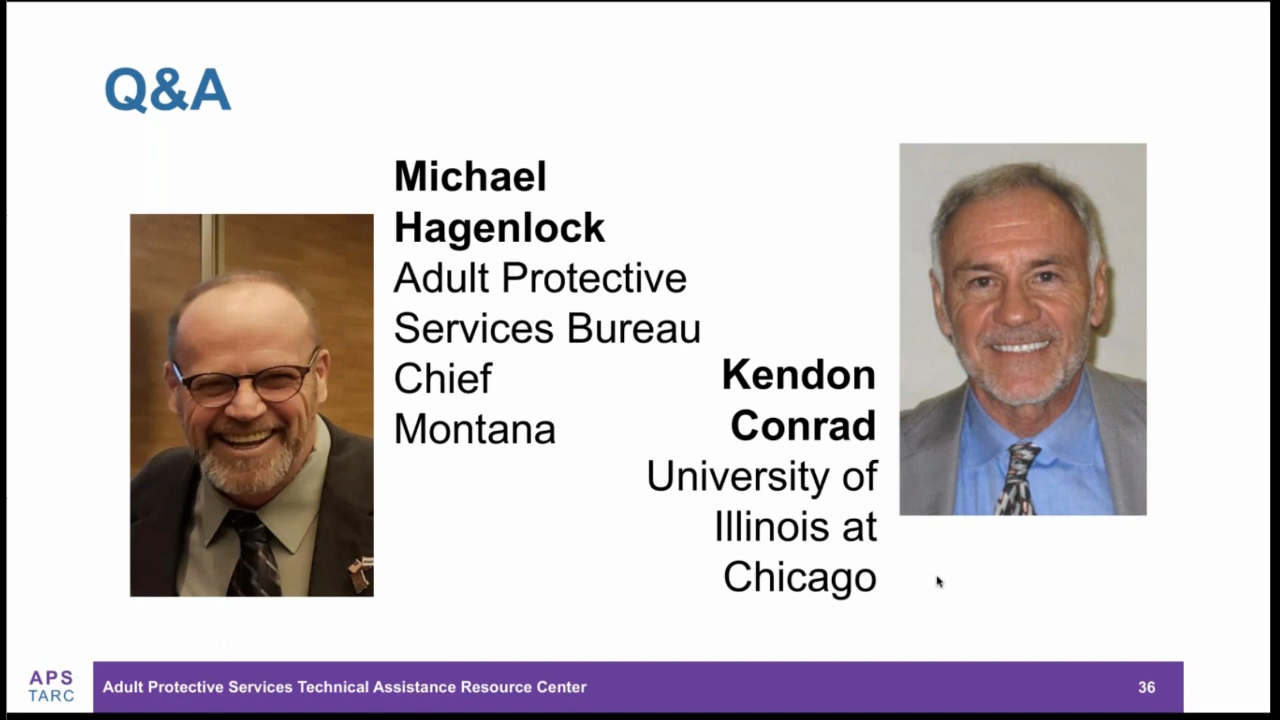 Q&A
Michael
Hagenlock
Adult Protective
Services Bureau
Chief
Montana
Kendon
Conrad
University of
Illinois at
Chicago
APS
TARC
Adult Protective Services Technical Assistance Resource Center
36